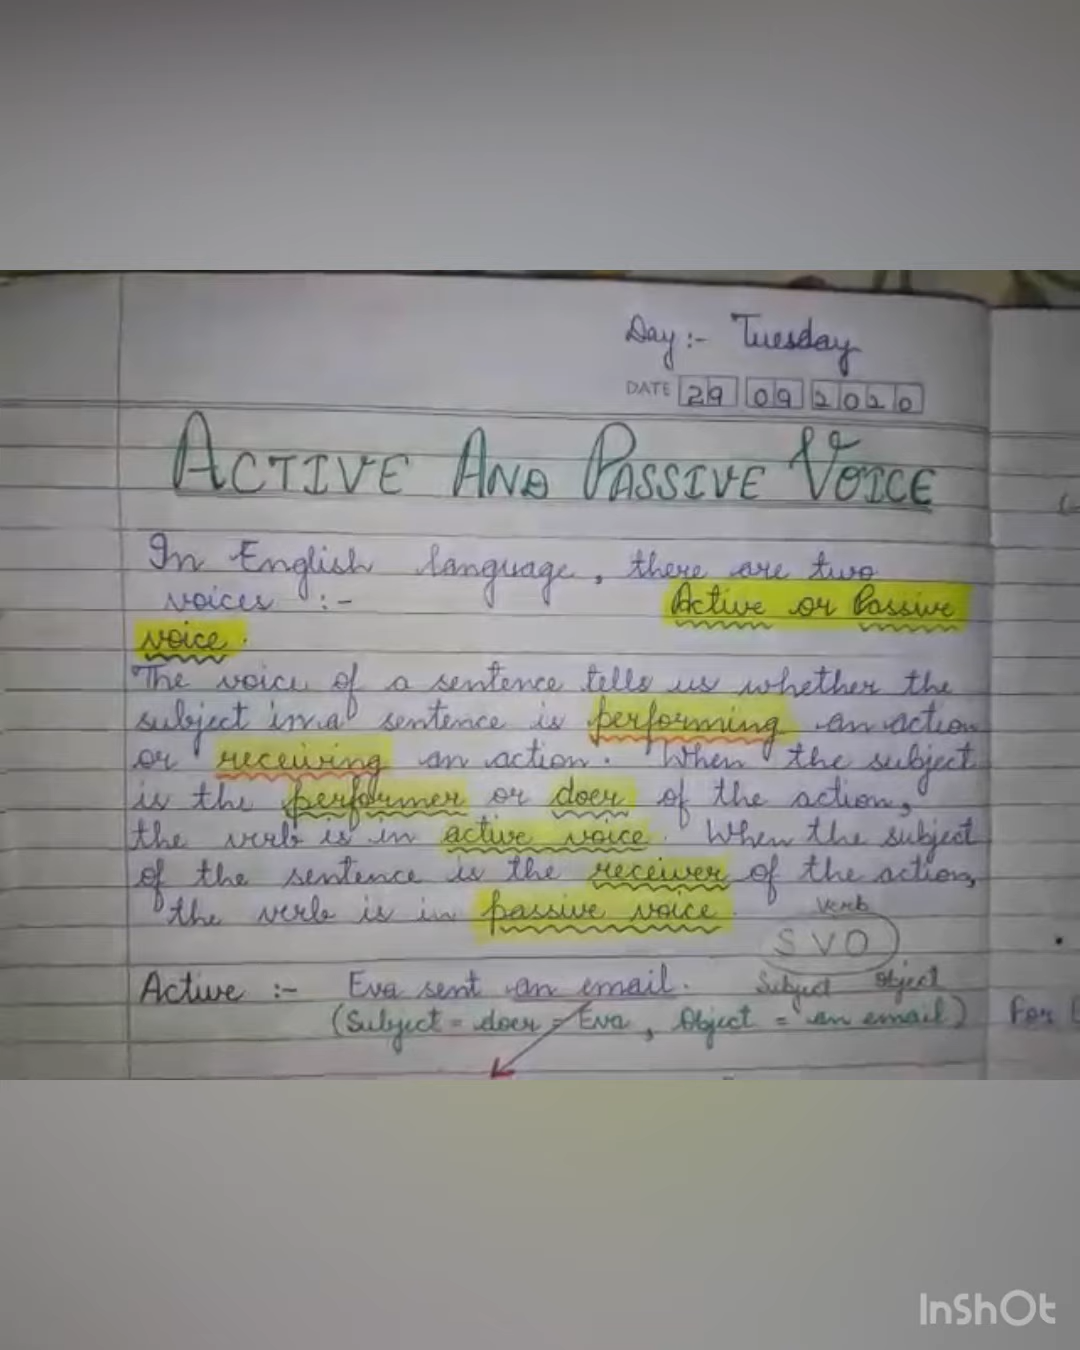 Day :- Tuesday
DATE 29 09 2020
ACTIVE AND PASSIVE VOICE
In English language, there are two
voices :- Active or Passive
voice.
The voice of a sentence tells us whether the
subject in a sentence is performing an action
or receiving an action. When the subject
is the performer or doer of the action,
the verb is in active voice. When the subject
of the sentence is the receiver of the action,
the verb is in passive voice.
verb
SVO
Subject Object
Active :- Eva sent an email.
(Subject = doer = Eva, Object = an email)
For
InShOt